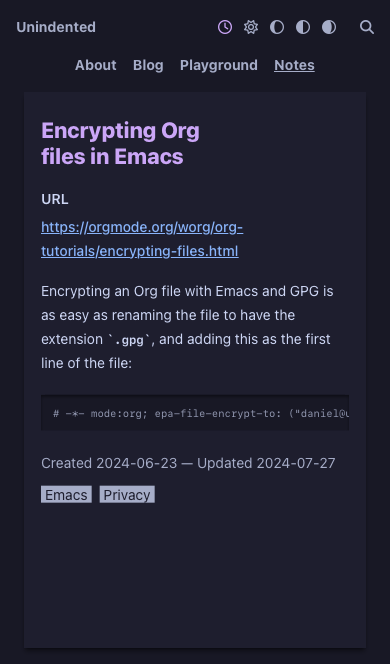 Unindented
About Blog Playground Notes
Encrypting Org
files in Emacs
URL
https://orgmode.org/worg/org-
tutorials/encrypting-files.html
Encrypting an Org file with Emacs and GPG is
as easy as renaming the file to have the
extension `.gpg`, and adding this as the first
line of the file:
# -*- mode:org; epa-file-encrypt-to: ("daniel@
Created 2024-06-23 — Updated 2024-07-27
Emacs Privacy